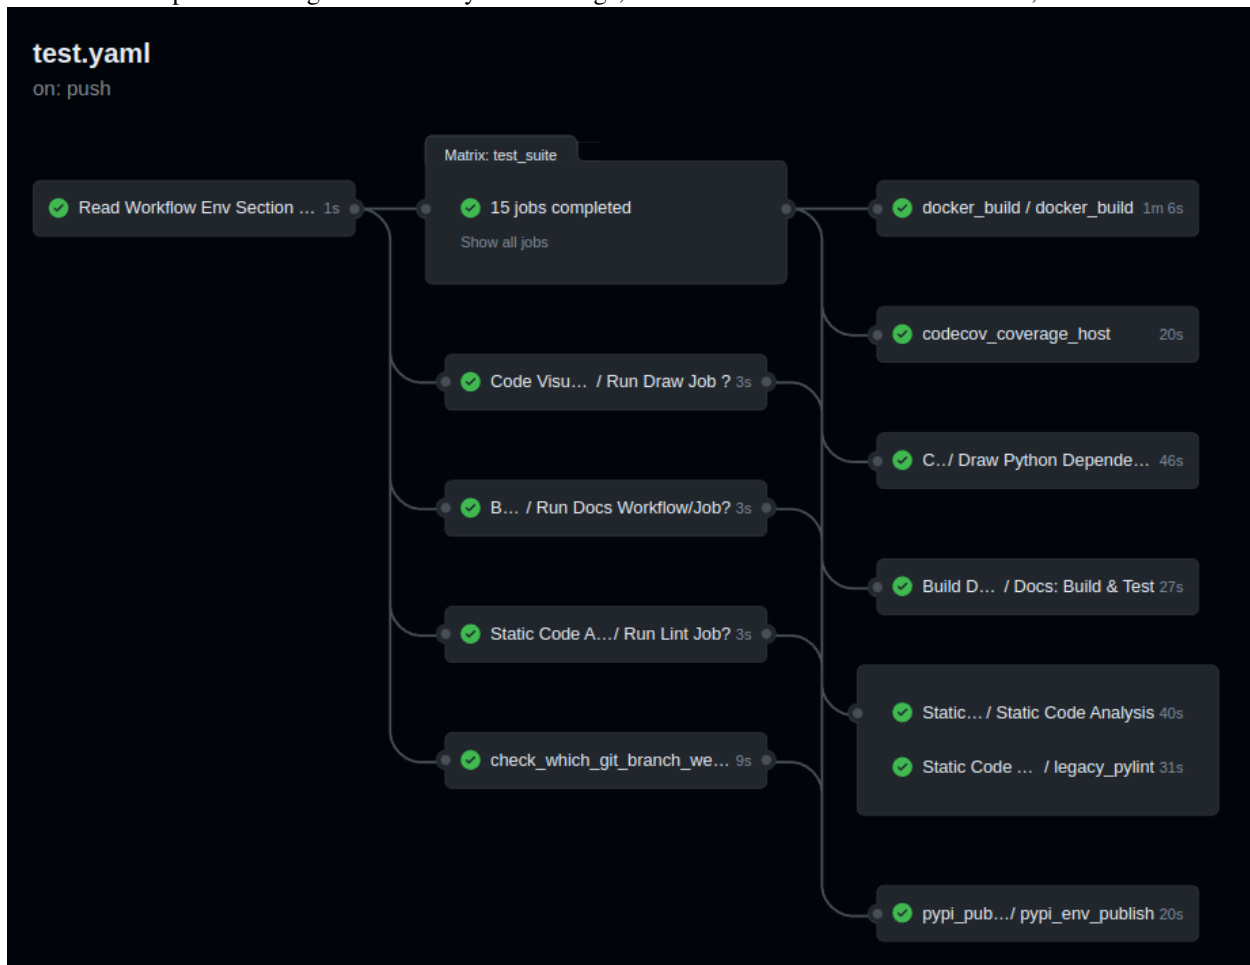 test.yaml
on: push
Matrix: test_suite
Read Workflow Env Section ... 1s
15 jobs completed
Show all jobs
docker_build / docker_build 1m 6s
codecov_coverage_host 20s
Code Visu... / Run Draw Job ? 3s
C../ Draw Python Depende... 46s
B... / Run Docs Workflow/Job? 3s
Build D... / Docs: Build & Test 27s
Static Code A.../ Run Lint Job? 3s
Static... / Static Code Analysis 40s
Static Code ... / legacy_pylint 31s
check_which_git_branch_we... 9s
pypi_pub.../ pypi_env_publish 20s